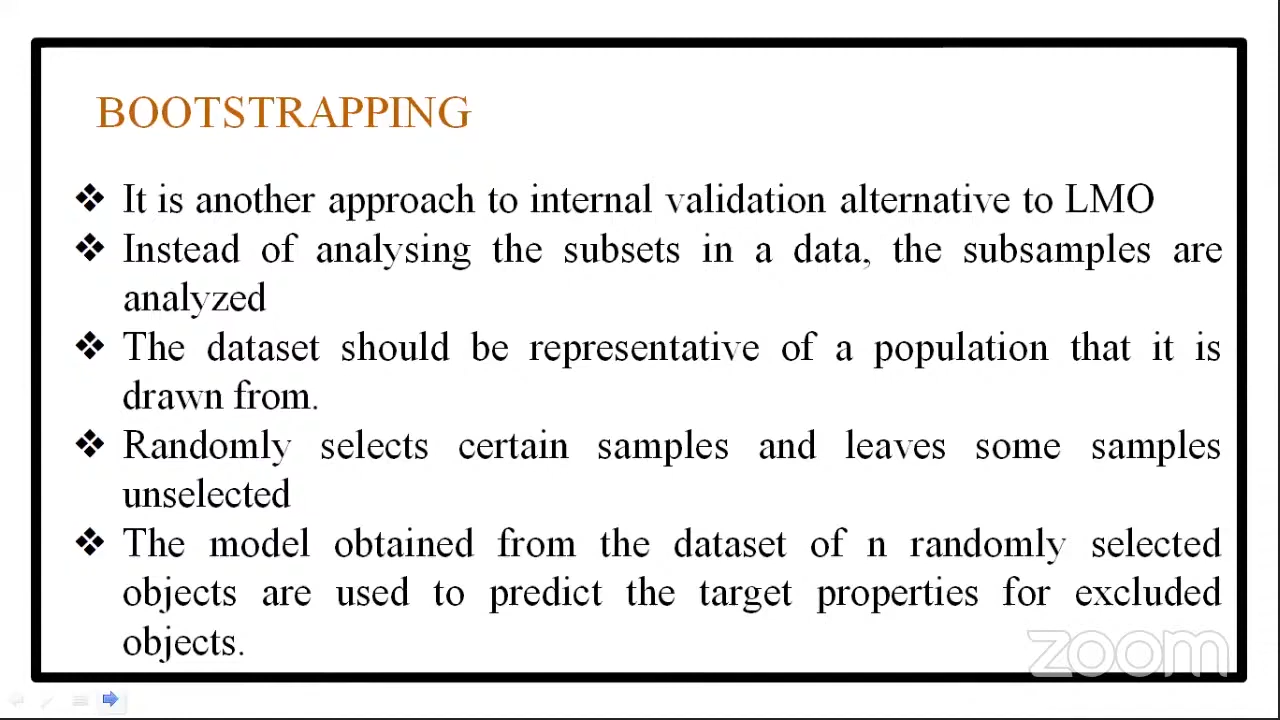 BOOTSTRAPPING
❖ It is another approach to internal validation alternative to LMO
❖ Instead of analysing the subsets in a data, the subsamples are
analyzed
❖ The dataset should be representative of a population that it is
drawn from.
❖ Randomly selects certain samples and leaves some samples
unselected
❖ The model obtained from the dataset of n randomly selected
objects are used to predict the target properties for excluded
objects.
zoom